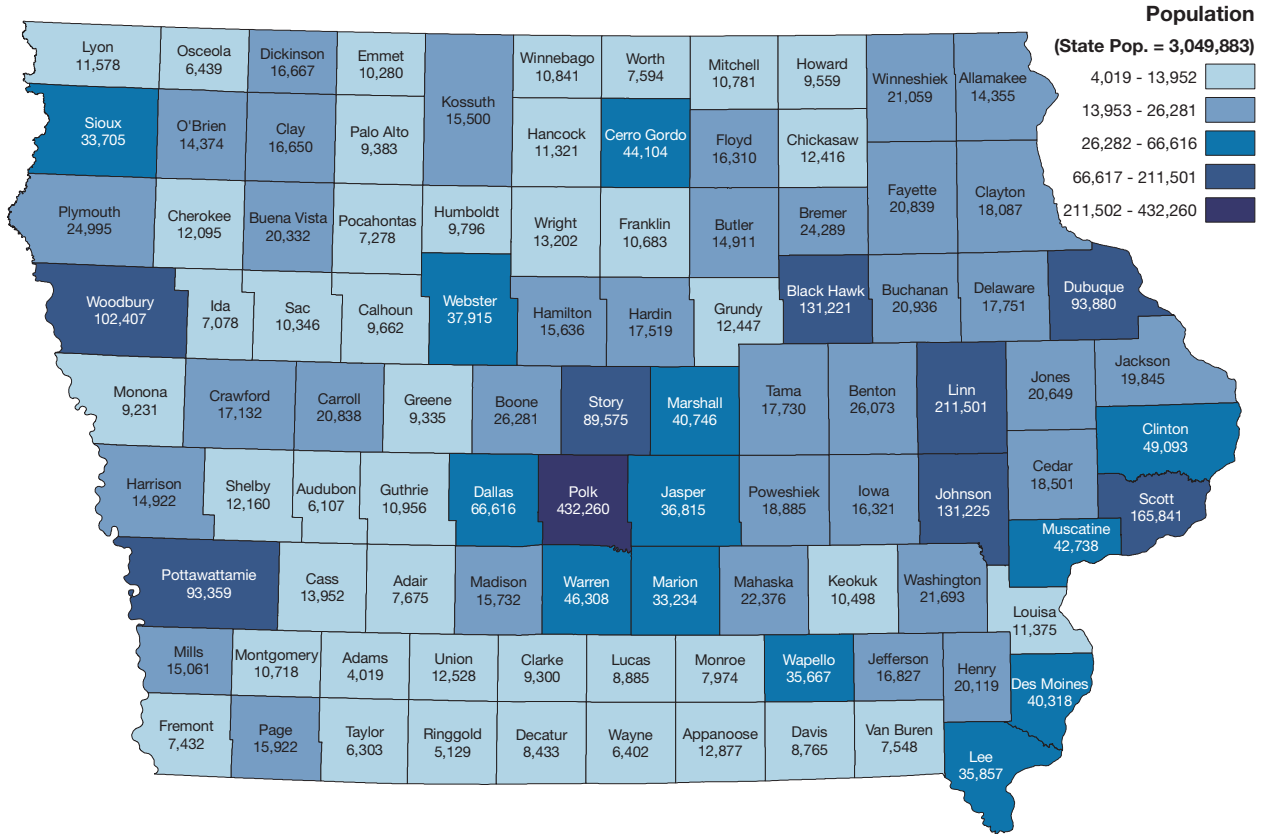 Population
(State Pop. = 3,049,883)
4,019 - 13,952
13,953 - 26,281
26,282 - 66,616
66,617 - 211,501
211,502 - 432,260
Lyon
11,578
Osceola
6,439
Dickinson
16,667
Emmet
10,280
Kossuth
15,500
Winnebago
10,841
Worth
7,594
Mitchell
10,781
Howard
9,559
Winneshiek
21,059
Allamakee
14,355
Sioux
33,705
O'Brien
14,374
Clay
16,650
Palo Alto
9,383
Hancock
11,321
Cerro Gordo
44,104
Floyd
16,310
Chickasaw
12,416
Plymouth
24,995
Cherokee
12,095
Buena Vista
20,332
Pocahontas
7,278
Humboldt
9,796
Wright
13,202
Franklin
10,683
Butler
14,911
Bremer
24,289
Fayette
20,839
Clayton
18,087
Woodbury
102,407
Ida
7,078
Sac
10,346
Calhoun
9,662
Webster
37,915
Hamilton
15,636
Hardin
17,519
Grundy
12,447
Black Hawk
131,221
Buchanan
20,936
Delaware
17,751
Dubuque
93,880
Monona
9,231
Crawford
17,132
Carroll
20,838
Greene
9,335
Boone
26,281
Story
89,575
Marshall
40,746
Tama
17,730
Benton
26,073
Linn
211,501
Jones
20,649
Jackson
19,845
Clinton
49,093
Harrison
14,922
Shelby
12,160
Audubon
6,107
Guthrie
10,956
Dallas
66,616
Polk
432,260
Jasper
36,815
Poweshiek
18,885
Iowa
16,321
Johnson
131,225
Cedar
18,501
Scott
165,841
Muscatine
42,738
Pottawattamie
93,359
Cass
13,952
Adair
7,675
Madison
15,732
Warren
46,308
Marion
33,234
Mahaska
22,376
Keokuk
10,498
Washington
21,693
Louisa
11,375
Mills
15,061
Montgomery
10,718
Adams
4,019
Union
12,528
Clarke
9,300
Lucas
8,885
Monroe
7,974
Wapello
35,667
Jefferson
16,827
Henry
20,119
Des Moines
40,318
Fremont
7,432
Page
15,922
Taylor
6,303
Ringgold
5,129
Decatur
8,433
Wayne
6,402
Appanoose
12,877
Davis
8,765
Van Buren
7,548
Lee
35,857